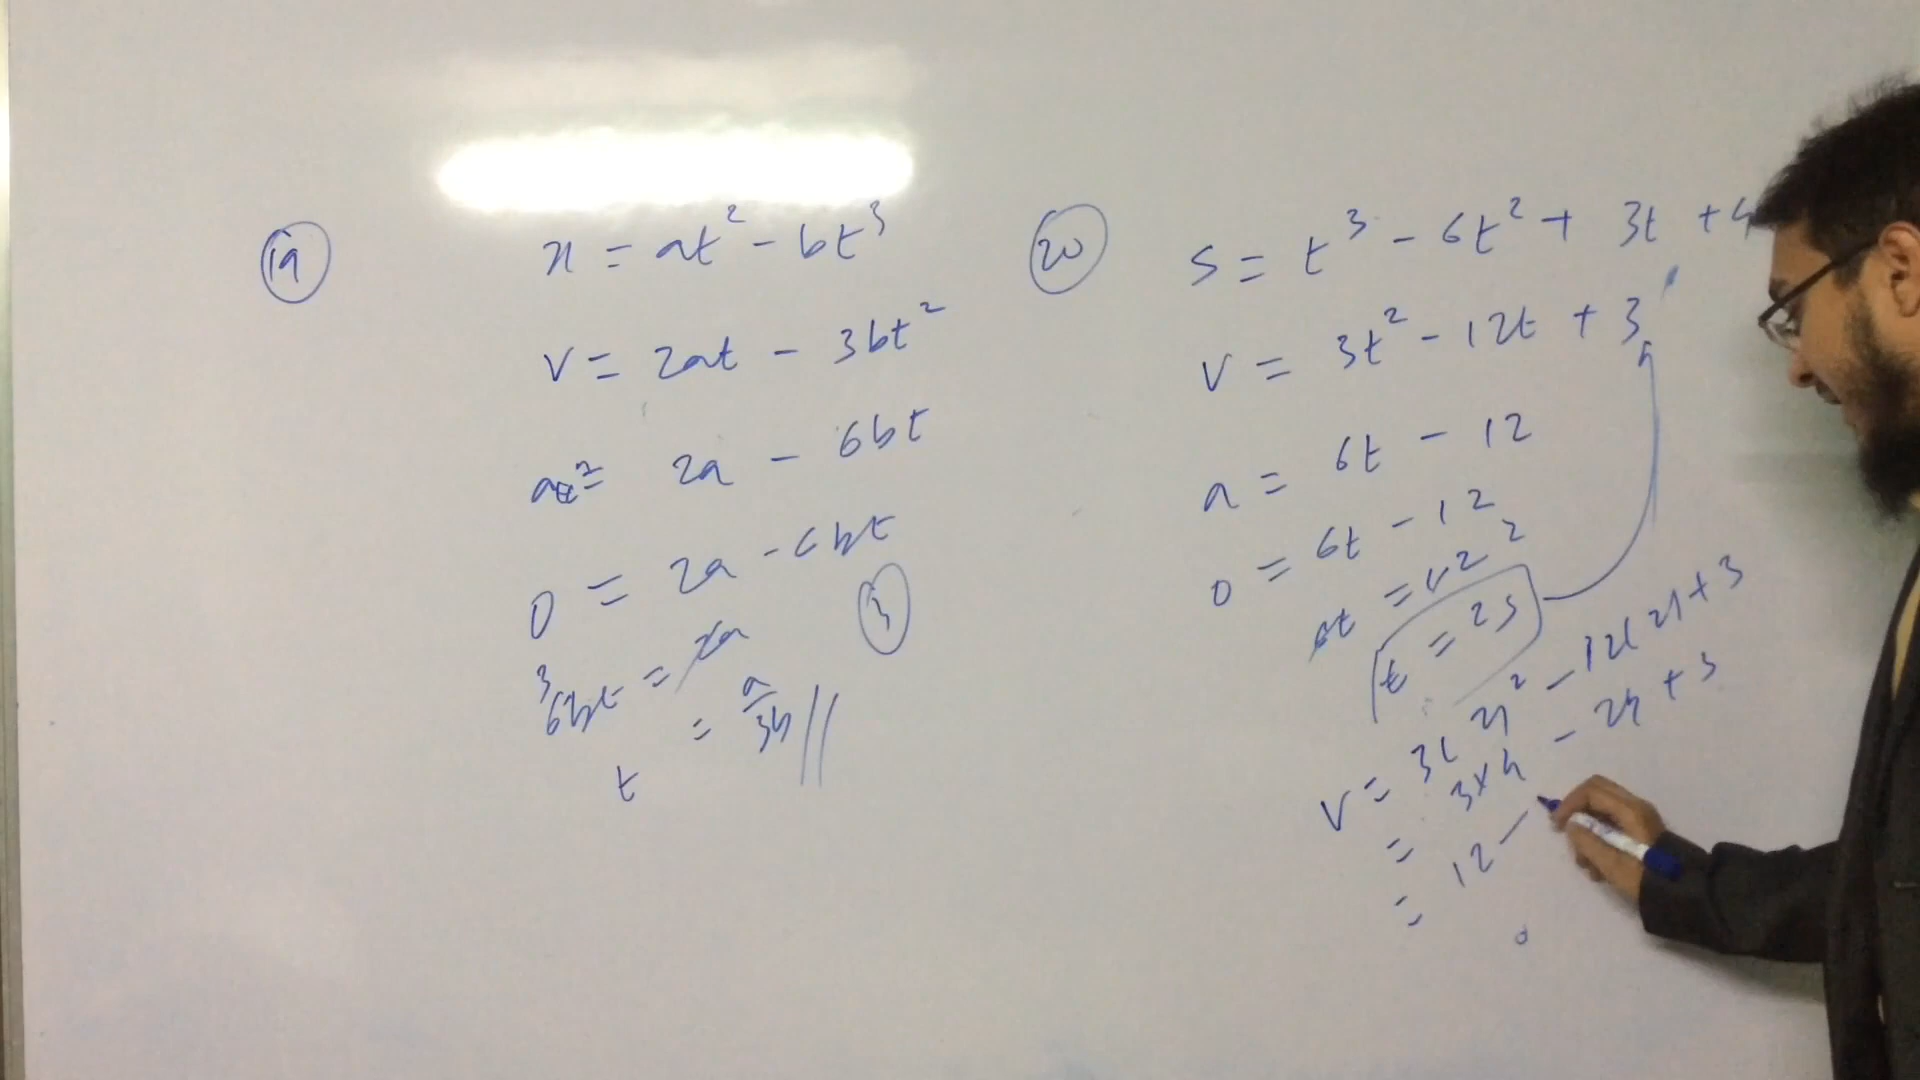 19
x = at² - bt³
v = 2at - 3bt²
a = 2a - 6bt
0 = 2a - 6bt
3
6bt = 2a
t = a/3b //
20
s = t³ - 6t² + 3t + 4
v = 3t² - 12t + 3
a = 6t - 12
0 = 6t - 12
6t = 12 2
t = 2s
v = 3(2)² - 12(2) + 3
= 3×4 - 24 + 3
= 12 -